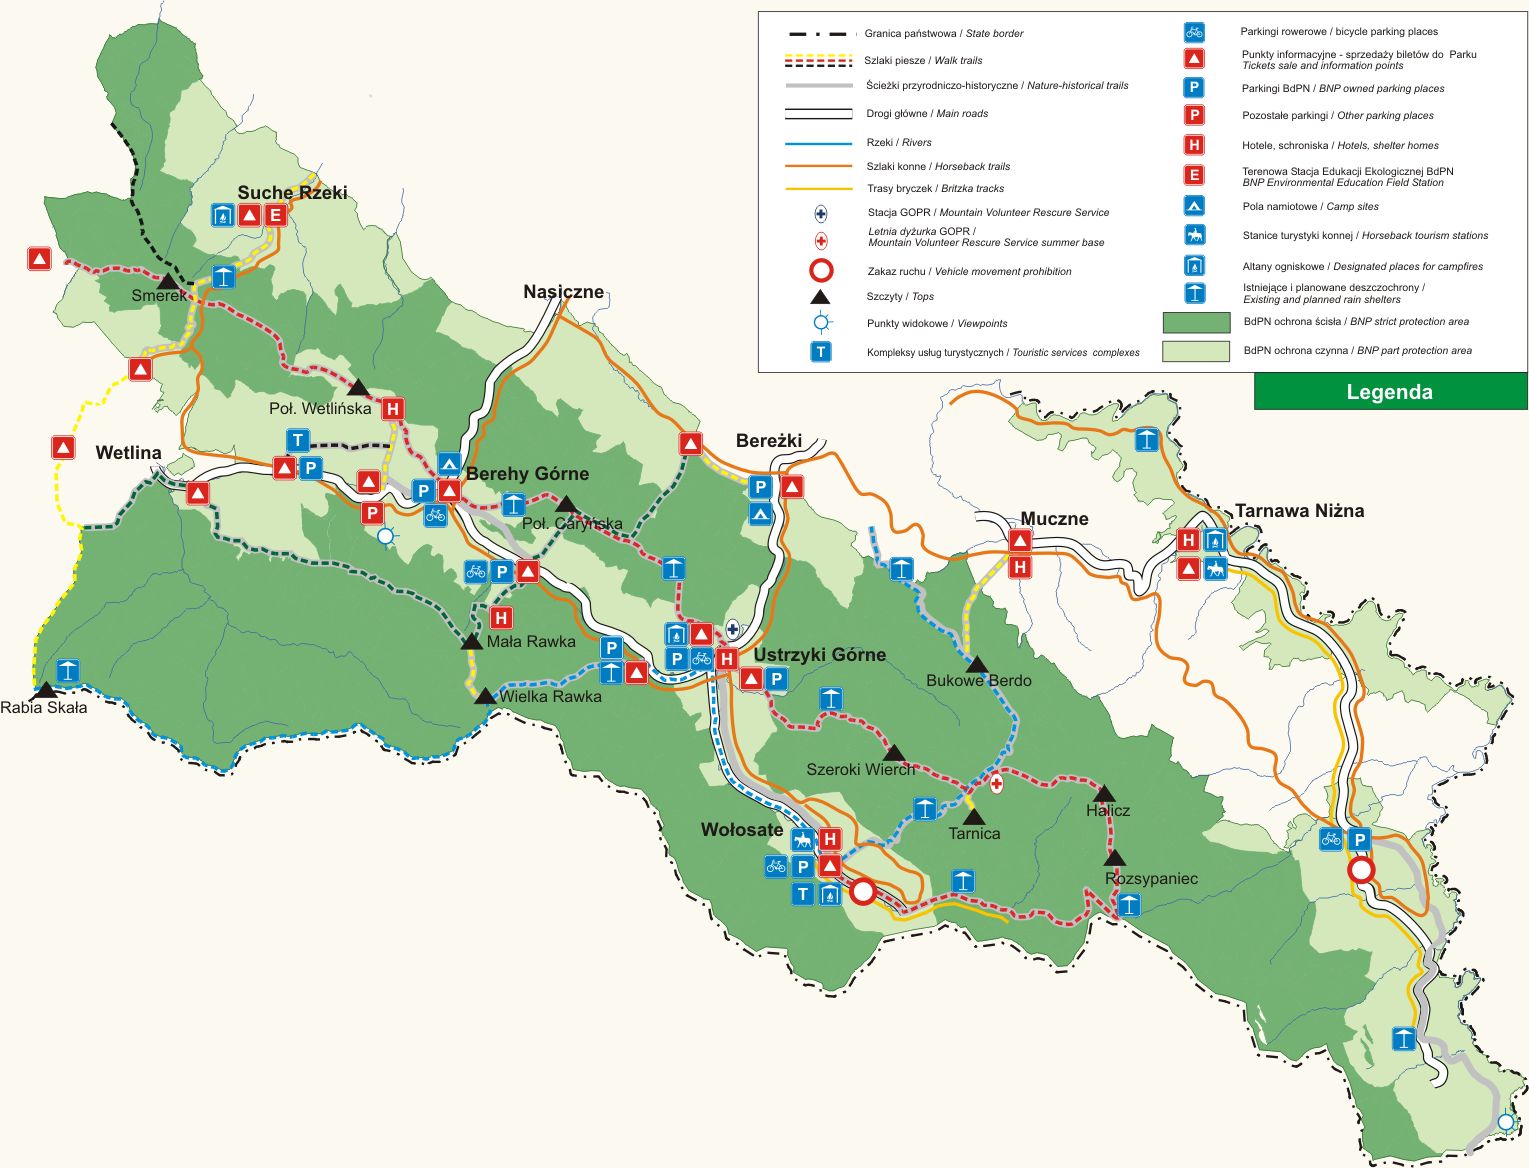 Granica państwowa / State border
Szlaki piesze / Walk trails
Ścieżki przyrodniczo-historyczne / Nature-historical trails
Drogi główne / Main roads
Rzeki / Rivers
Szlaki konne / Horseback trails
Trasy bryczek / Britzka tracks
Stacja GOPR / Mountain Volunteer Rescure Service
Letnia dyżurka GOPR /
Mountain Volunteer Rescure Service summer base
Zakaz ruchu / Vehicle movement prohibition
Szczyty / Tops
Punkty widokowe / Viewpoints
T
Kompleksy usług turystycznych / Touristic services complexes
Parkingi rowerowe / bicycle parking places
Punkty informacyjne - sprzedaży biletów do Parku
Tickets sale and information points
P
Parkingi BdPN / BNP owned parking places
P
Pozostałe parkingi / Other parking places
H
Hotele, schroniska / Hotels, shelter homes
E
Terenowa Stacja Edukacji Ekologicznej BdPN
BNP Environmental Education Field Station
Pola namiotowe / Camp sites
Stanice turystyki konnej / Horseback tourism stations
Altany ogniskowe / Designated places for campfires
Istniejące i planowane deszczochrony /
Existing and planned rain shelters
BdPN ochrona ścisła / BNP strict protection area
BdPN ochrona czynna / BNP part protection area
Legenda
Suche Rzeki
E
Smerek
Nasiczne
Poł. Wetlińska
H
T
Bereżki
Wetlina
P
Berehy Górne
P
P
P
Poł. Caryńska
Tarnawa Niżna
Muczne
H
H
P
H
Mała Rawka
P
P
H
Ustrzyki Górne
P
Bukowe Berdo
Rabia Skała
Wielka Rawka
Szeroki Wierch
Halicz
Wołosate
H
Tarnica
P
P
T
Rozsypaniec